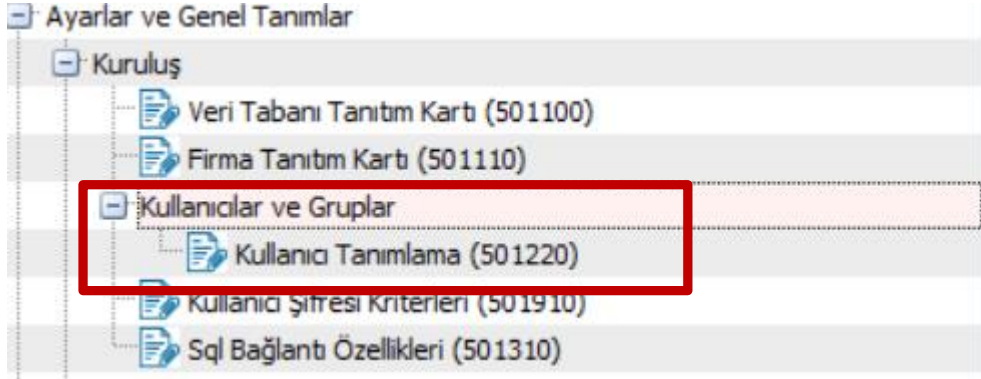 Ayarlar ve Genel Tanımlar
Kuruluş
Veri Tabanı Tanıtım Kartı (501100)
Firma Tanıtım Kartı (501110)
Kullanıcılar ve Gruplar
Kullanıcı Tanımlama (501220)
Kullanıcı Şifresi Kriterleri (501910)
Sql Bağlantı Özellikleri (501310)